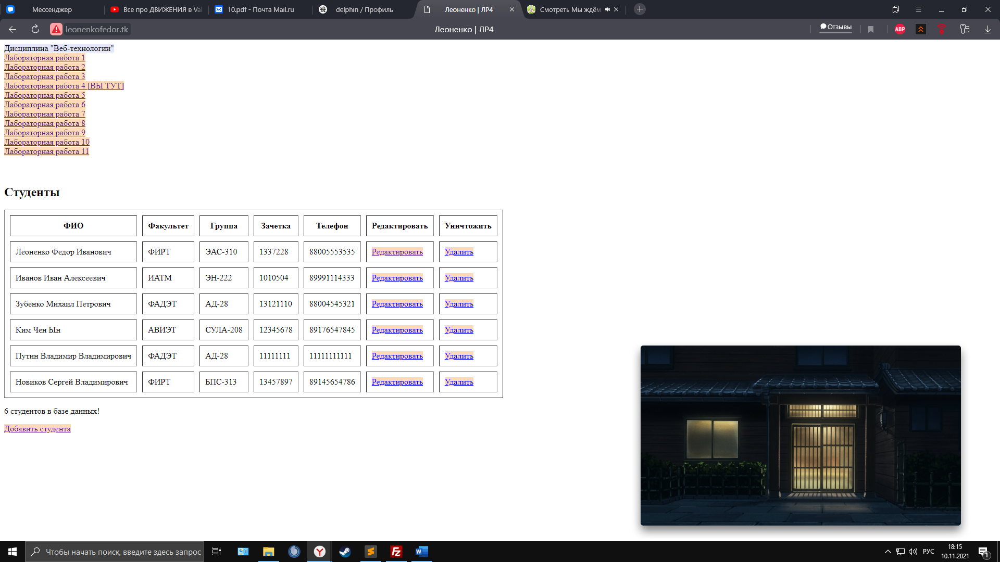 Мессенджер
Все про ДВИЖЕНИЯ в Val
10.pdf - Почта Mail.ru
delphin / Профиль
Леоненко | ЛР4
Смотреть Мы ждём
leonenkofedor.tk
Леоненко | ЛР4
Отзывы
ABP
Дисциплина "Веб-технологии"
Лабораторная работа 1
Лабораторная работа 2
Лабораторная работа 3
Лабораторная работа 4 [ВЫ ТУТ]
Лабораторная работа 5
Лабораторная работа 6
Лабораторная работа 7
Лабораторная работа 8
Лабораторная работа 9
Лабораторная работа 10
Лабораторная работа 11
Студенты
ФИО Факультет Группа Зачетка Телефон Редактировать Уничтожить
Леоненко Федор Иванович ФИРТ ЭАС-310 1337228 88005553535 Редактировать Удалить
Иванов Иван Алексеевич ИАТМ ЭН-222 1010504 89991114333 Редактировать Удалить
Зубенко Михаил Петрович ФАДЭТ АД-28 13121110 88004545321 Редактировать Удалить
Ким Чен Ын АВИЭТ СУЛА-208 12345678 89176547845 Редактировать Удалить
Путин Владимир Владимирович ФАДЭТ АД-28 11111111 11111111111 Редактировать Удалить
Новиков Сергей Владимирович ФИРТ БПС-313 13457897 89145654786 Редактировать Удалить
6 студентов в базе данных!
Добавить студента
Чтобы начать поиск, введите здесь запрос
РУС
18:15
10.11.2021
1